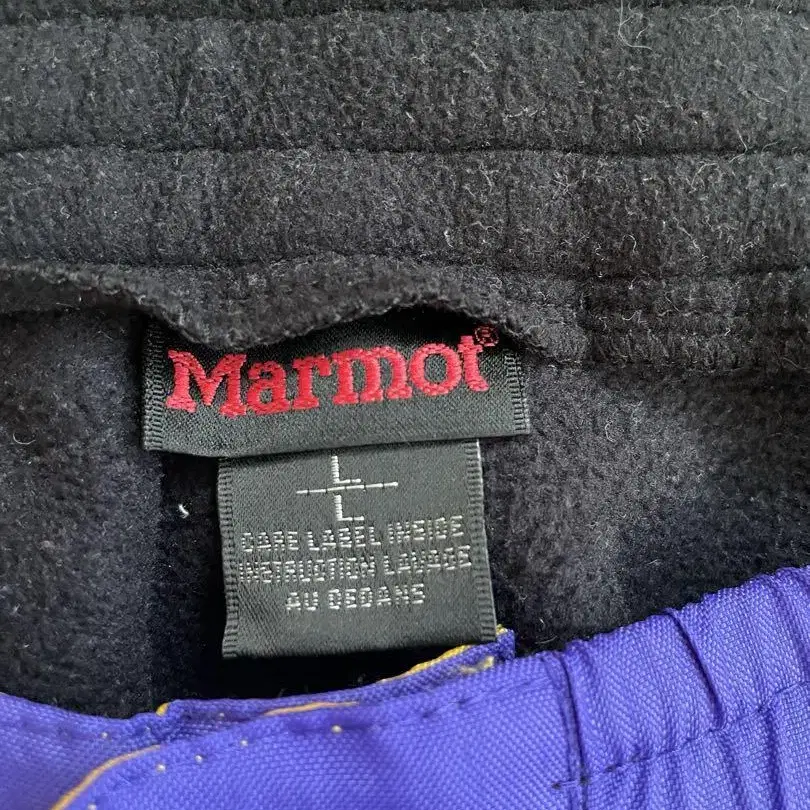 Marmot®
L
L
CARE LABEL INSIDE
INSTRUCTION LAVAGE
AU DEDANS